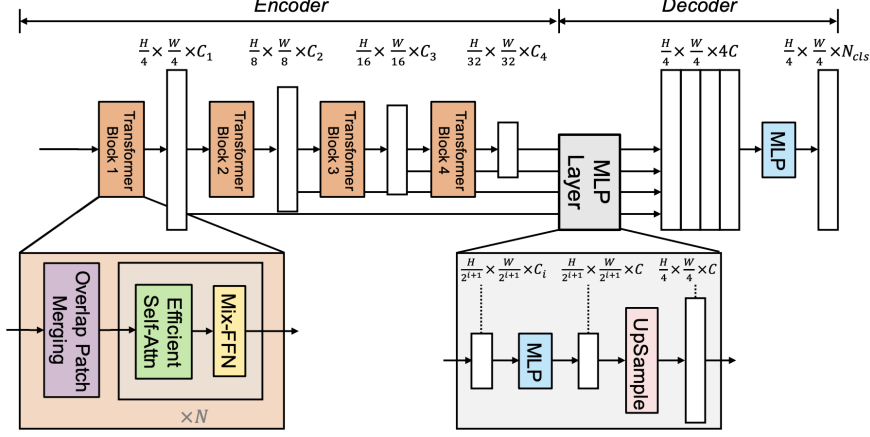 Encoder
Decoder
H/4 × W/4 × C₁
H/8 × W/8 × C₂
H/16 × W/16 × C₃
H/32 × W/32 × C₄
H/4 × W/4 × 4C
H/4 × W/4 × N_cls
Transformer
Block 1
Transformer
Block 2
Transformer
Block 3
Transformer
Block 4
MLP
Layer
MLP
Overlap Patch
Merging
Efficient
Self-Attn
Mix-FFN
×N
H/2^{i+1} × W/2^{i+1} × C_i
H/2^{i+1} × W/2^{i+1} × C
H/4 × W/4 × C
MLP
UpSample